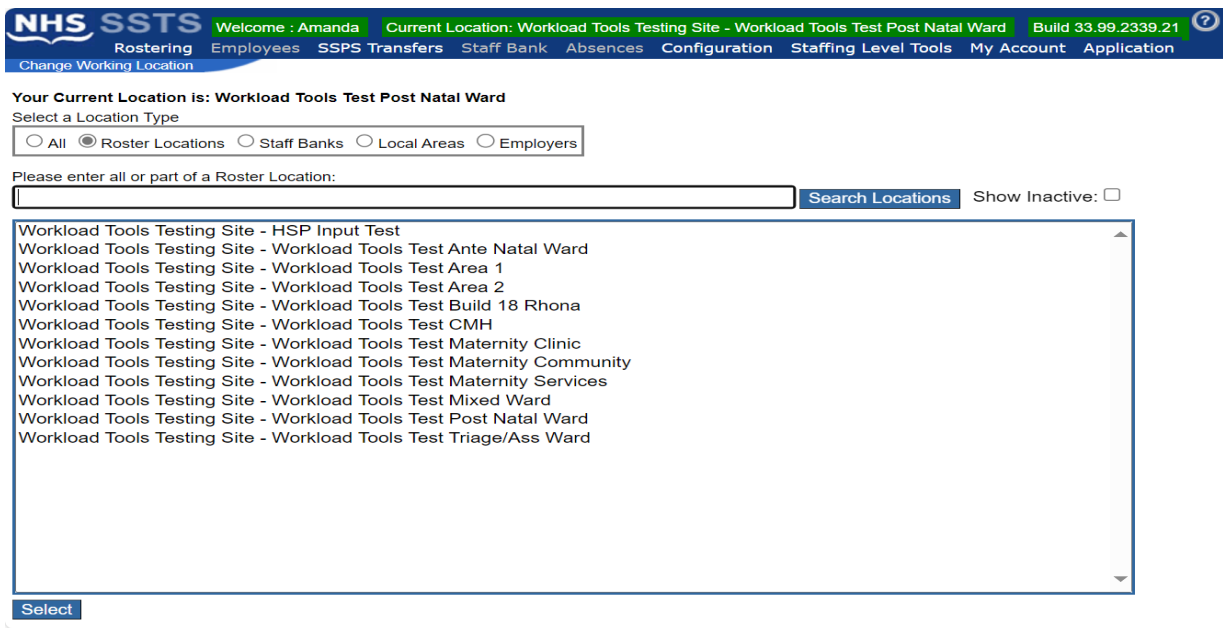 NHS SSTS Welcome : Amanda Current Location: Workload Tools Testing Site - Workload Tools Test Post Natal Ward Build 33.99.2339.21 ?
Rostering Employees SSPS Transfers Staff Bank Absences Configuration Staffing Level Tools My Account Application
Change Working Location
Your Current Location is: Workload Tools Test Post Natal Ward
Select a Location Type
All Roster Locations Staff Banks Local Areas Employers
Please enter all or part of a Roster Location:
Search Locations Show Inactive:
Workload Tools Testing Site - HSP Input Test
Workload Tools Testing Site - Workload Tools Test Ante Natal Ward
Workload Tools Testing Site - Workload Tools Test Area 1
Workload Tools Testing Site - Workload Tools Test Area 2
Workload Tools Testing Site - Workload Tools Test Build 18 Rhona
Workload Tools Testing Site - Workload Tools Test CMH
Workload Tools Testing Site - Workload Tools Test Maternity Clinic
Workload Tools Testing Site - Workload Tools Test Maternity Community
Workload Tools Testing Site - Workload Tools Test Maternity Services
Workload Tools Testing Site - Workload Tools Test Mixed Ward
Workload Tools Testing Site - Workload Tools Test Post Natal Ward
Workload Tools Testing Site - Workload Tools Test Triage/Ass Ward
Select